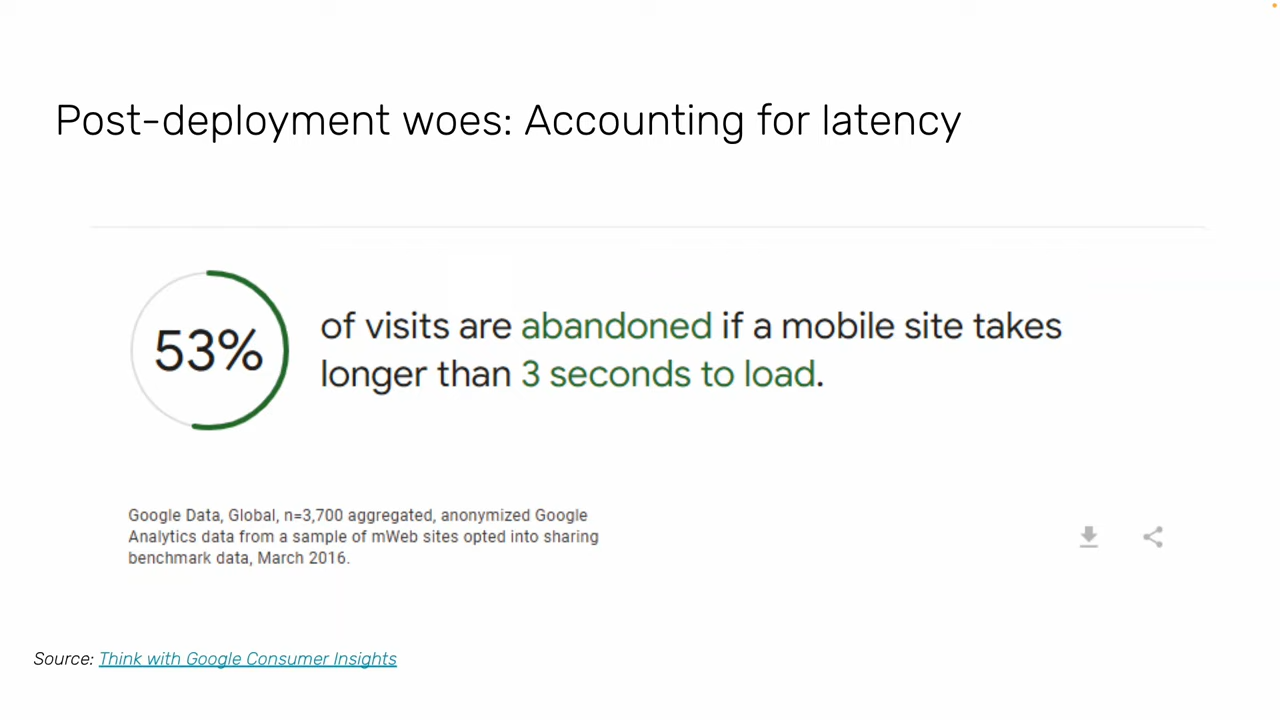 Post-deployment woes: Accounting for latency
53%
of visits are abandoned if a mobile site takes
longer than 3 seconds to load.
Google Data, Global, n=3,700 aggregated, anonymized Google
Analytics data from a sample of mWeb sites opted into sharing
benchmark data, March 2016.
Source: Think with Google Consumer Insights